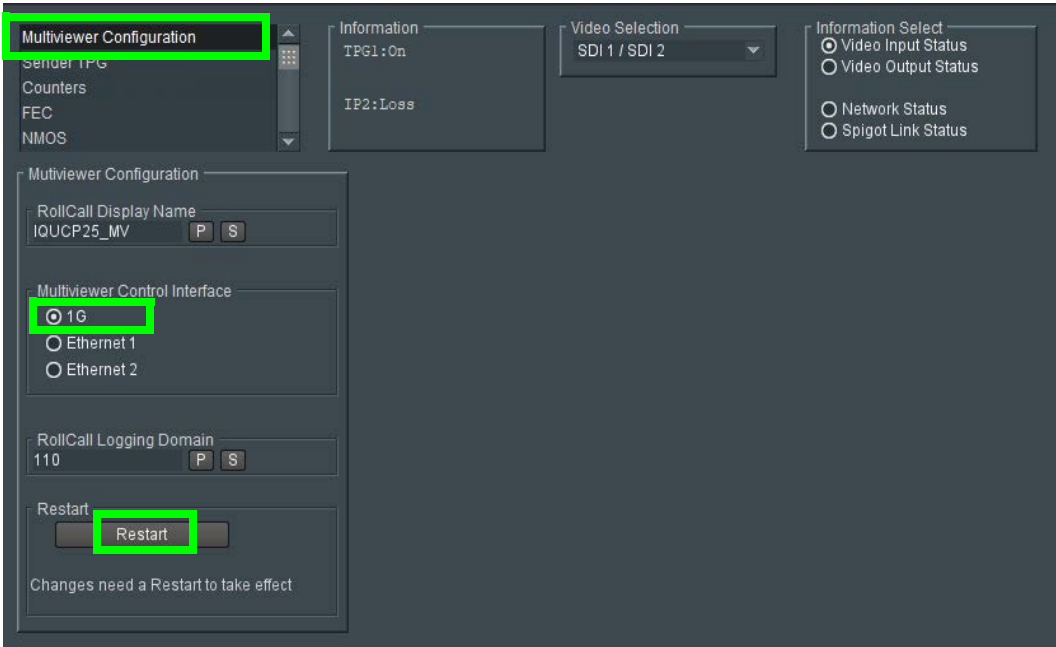 Multiviewer Configuration
Sender TPG
Counters
FEC
NMOS
Information
TPG1:On
IP2:Loss
Video Selection
SDI 1 / SDI 2
Information Select
Video Input Status
Video Output Status
Network Status
Spigot Link Status
Mutiviewer Configuration
RollCall Display Name
IQUCP25_MV P S
Multiviewer Control Interface
1G
Ethernet 1
Ethernet 2
RollCall Logging Domain
110 P S
Restart
Restart
Changes need a Restart to take effect